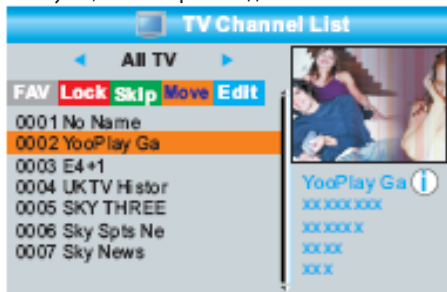 TV Channel List
All TV
FAV Lock Skip Move Edit
0001 No Name
0002 YooPlay Ga
0003 E4+1
0004 UKTV Histor
0005 SKY THREE
0006 Sky Spts Ne
0007 Sky News
YooPlay Ga i
xxxxxxxx
xxxxxx
xxxx
xxx